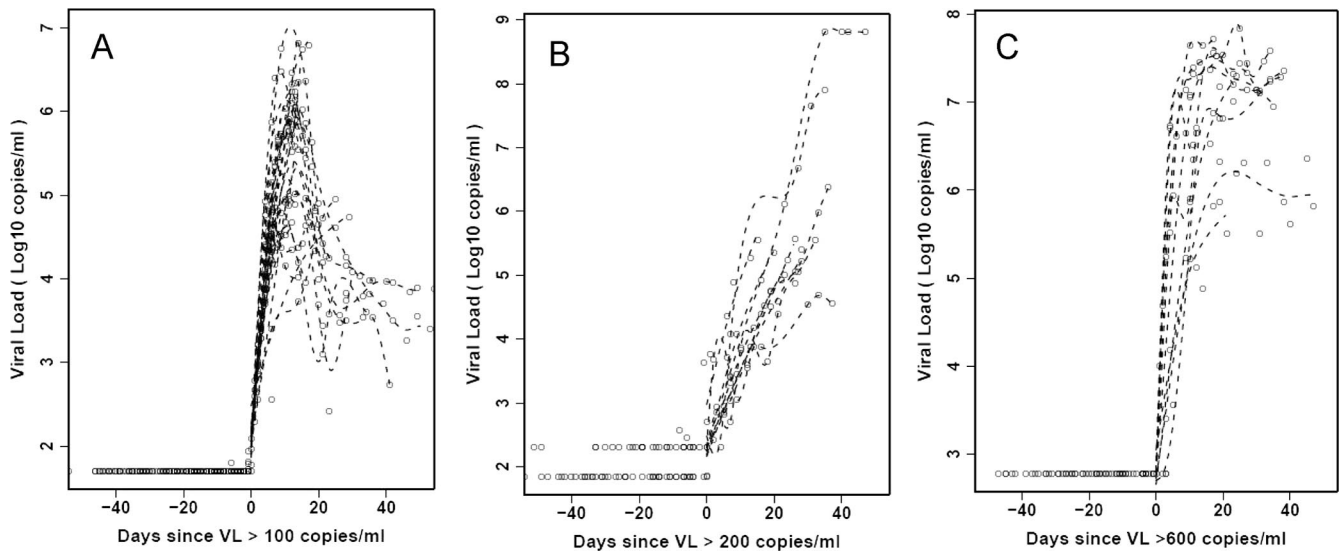 A
Viral Load ( Log10 copies/ml )
7
6
5
4
3
2
−40 −20 0 20 40
Days since VL > 100 copies/ml
B
Viral Load ( Log10 copies/ml )
9
8
7
6
5
4
3
2
−40 −20 0 20 40
Days since VL > 200 copies/ml
C
Viral Load ( Log10 copies/ml )
8
7
6
5
4
3
−40 −20 0 20 40
Days since VL >600 copies/ml